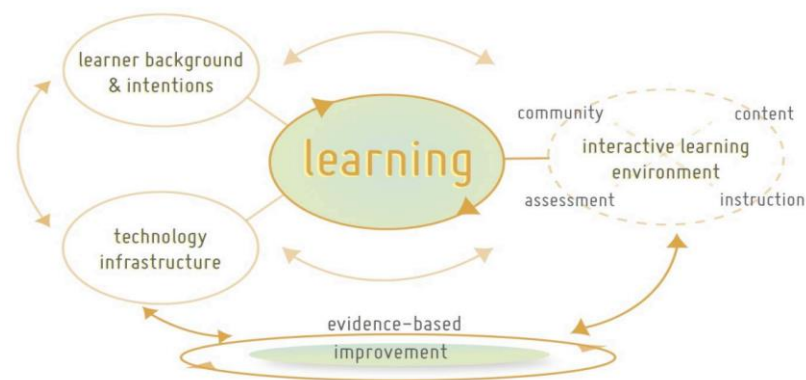 learner background
& intentions
learning
community
content
interactive learning
environment
assessment
instruction
technology
infrastructure
evidence-based
improvement